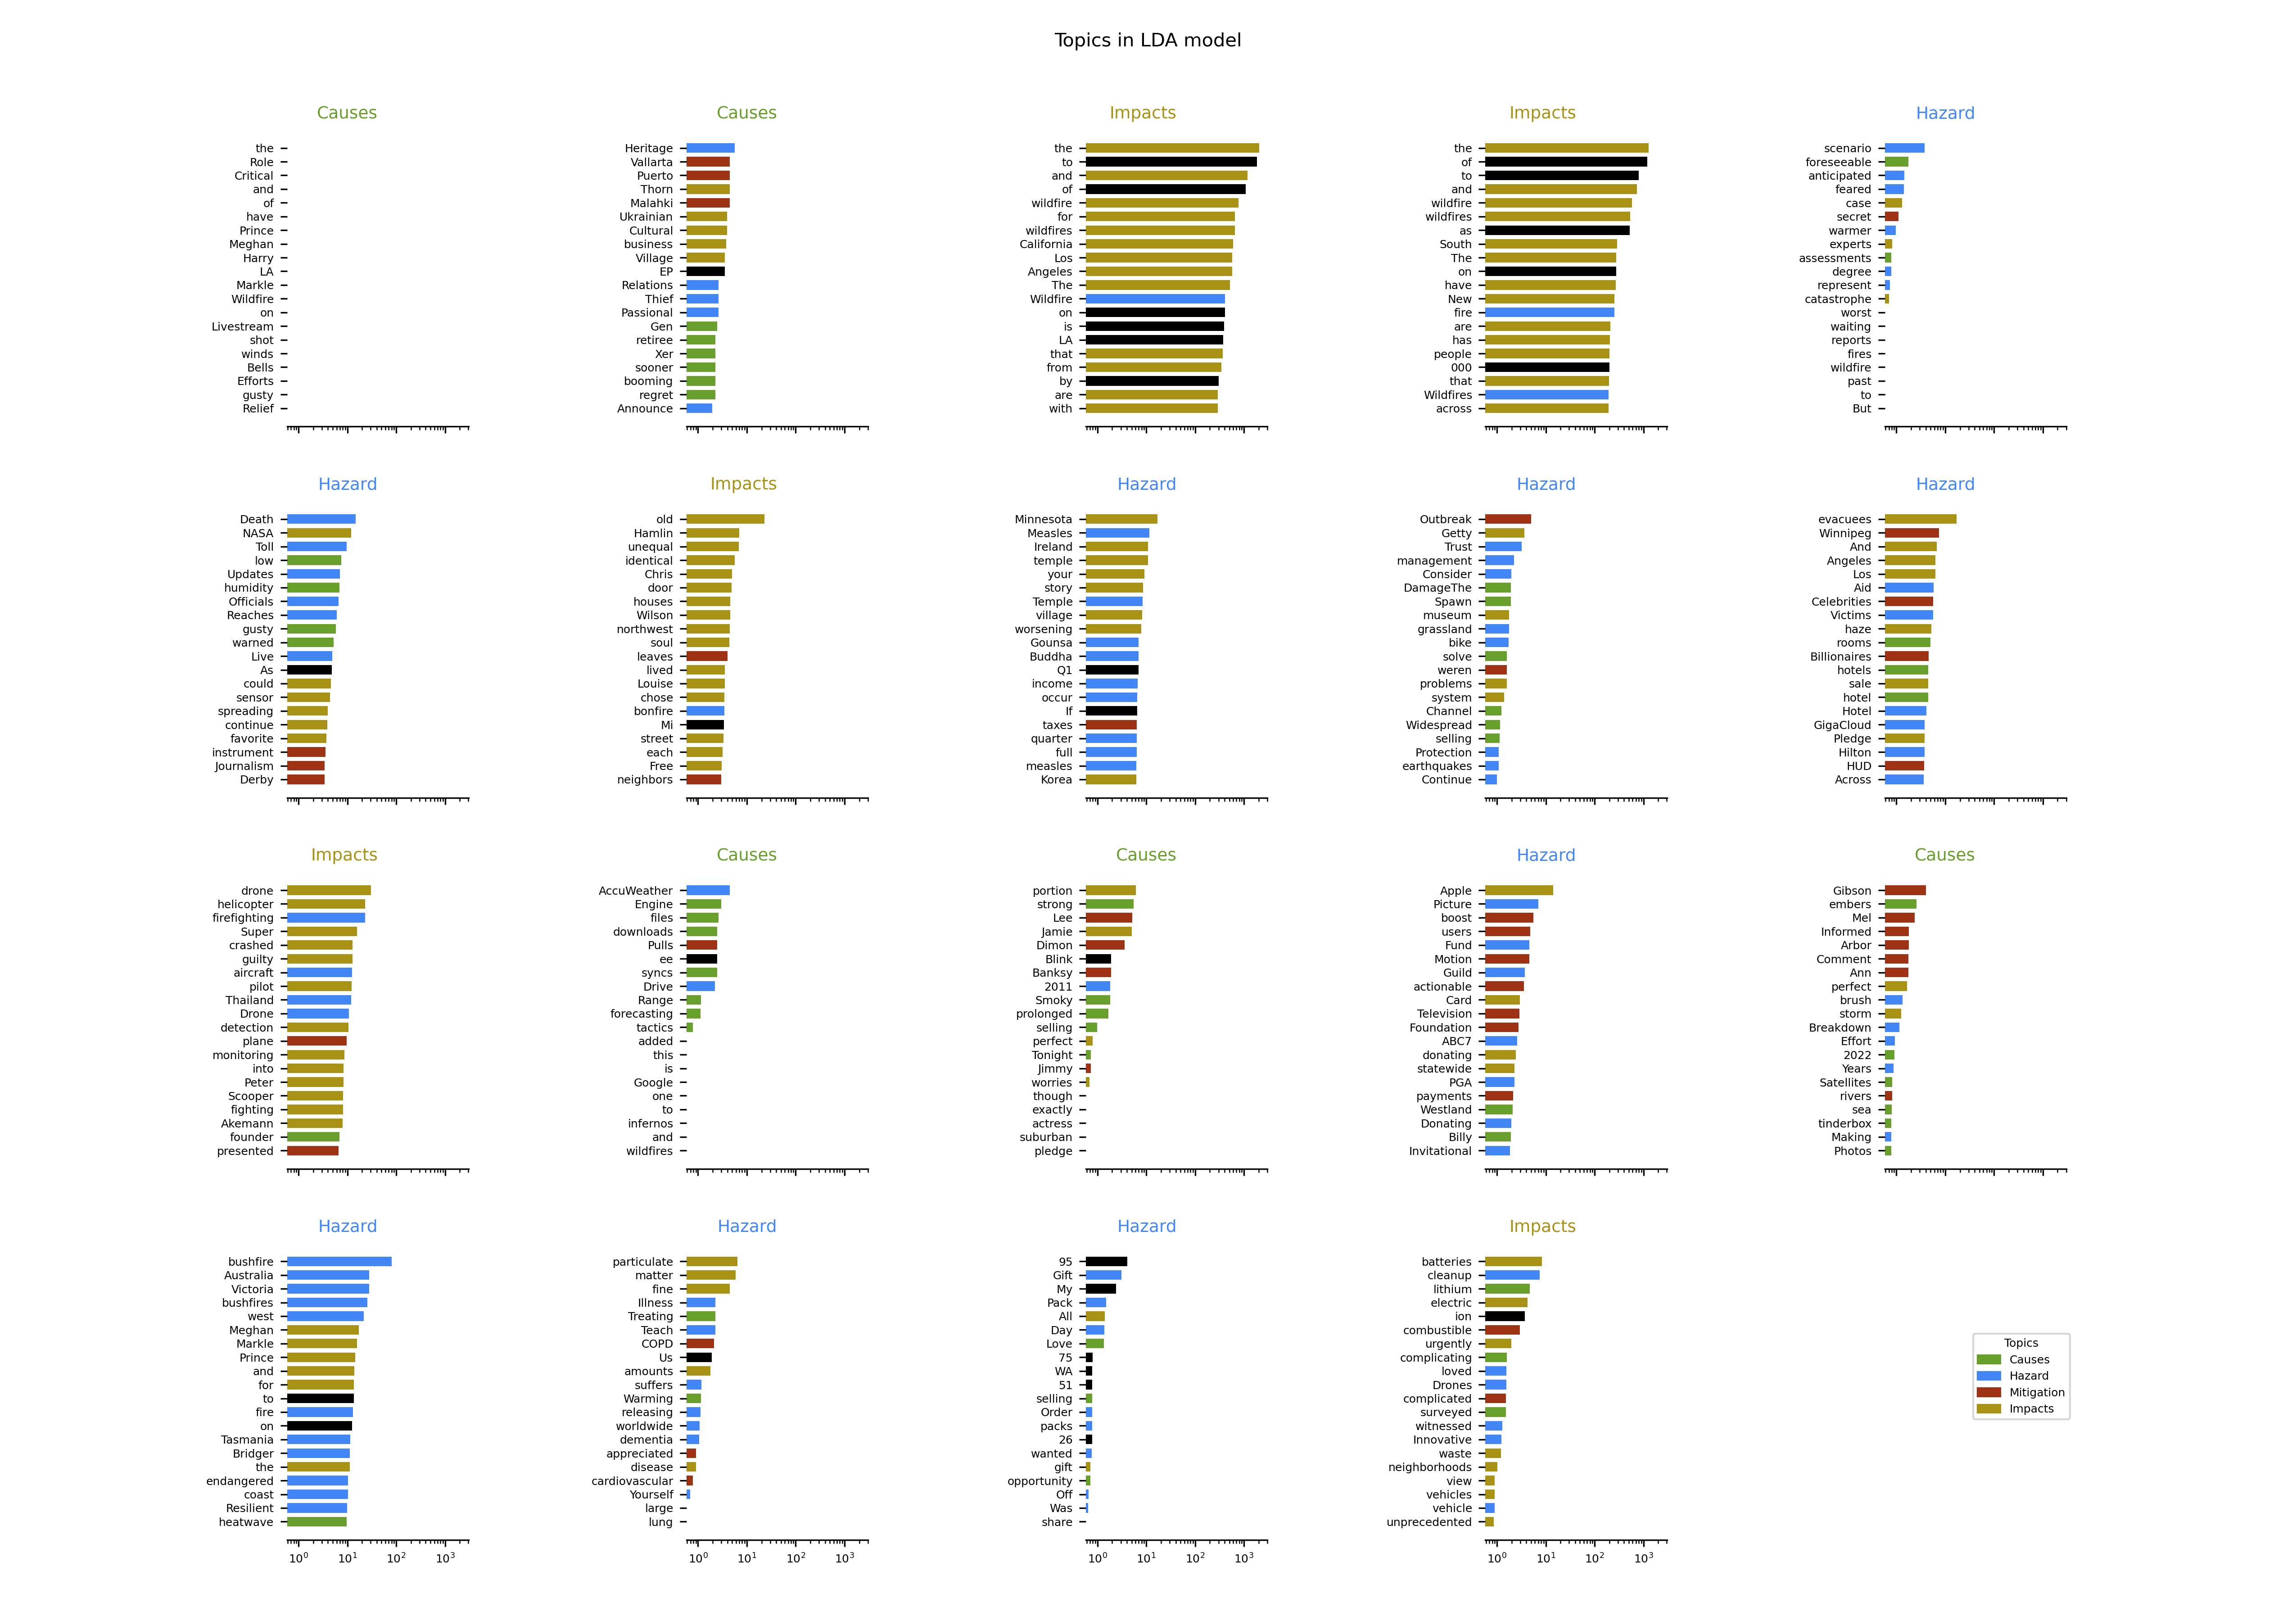 Topics in LDA model
Causes
the
Role
Critical
and
of
have
Prince
Meghan
Harry
LA
Markle
Wildfire
on
Livestream
shot
winds
Bells
Efforts
gusty
Relief
Causes
Heritage
Vallarta
Puerto
Thorn
Malahki
Ukrainian
Cultural
business
Village
EP
Relations
Thief
Passional
Gen
retiree
Xer
sooner
booming
regret
Announce
Impacts
the
to
and
of
wildfire
for
wildfires
California
Los
Angeles
The
Wildfire
on
is
LA
that
from
by
are
with
Impacts
the
of
to
and
wildfire
wildfires
as
South
The
on
have
New
fire
are
has
people
000
that
Wildfires
across
Hazard
scenario
foreseeable
anticipated
feared
case
secret
warmer
experts
assessments
degree
represent
catastrophe
worst
waiting
reports
fires
wildfire
past
to
But
Hazard
Death
NASA
Toll
low
Updates
humidity
Officials
Reaches
gusty
warned
Live
As
could
sensor
spreading
continue
favorite
instrument
Journalism
Derby
Impacts
old
Hamlin
unequal
identical
Chris
door
houses
Wilson
northwest
soul
leaves
lived
Louise
chose
bonfire
Mi
street
each
Free
neighbors
Hazard
Minnesota
Measles
Ireland
temple
your
story
Temple
village
worsening
Gounsa
Buddha
Q1
income
occur
If
taxes
quarter
full
measles
Korea
Hazard
Outbreak
Getty
Trust
management
Consider
DamageThe
Spawn
museum
grassland
bike
solve
weren
problems
system
Channel
Widespread
selling
Protection
earthquakes
Continue
Hazard
evacuees
Winnipeg
And
Angeles
Los
Aid
Celebrities
Victims
haze
rooms
Billionaires
hotels
sale
hotel
Hotel
GigaCloud
Pledge
Hilton
HUD
Across
Impacts
drone
helicopter
firefighting
Super
crashed
guilty
aircraft
pilot
Thailand
Drone
detection
plane
monitoring
into
Peter
Scooper
fighting
Akemann
founder
presented
Causes
AccuWeather
Engine
files
downloads
Pulls
ee
syncs
Drive
Range
forecasting
tactics
added
this
is
Google
one
to
infernos
and
wildfires
Causes
portion
strong
Lee
Jamie
Dimon
Blink
Banksy
2011
Smoky
prolonged
selling
perfect
Tonight
Jimmy
worries
though
exactly
actress
suburban
pledge
Hazard
Apple
Picture
boost
users
Fund
Motion
Guild
actionable
Card
Television
Foundation
ABC7
donating
statewide
PGA
payments
Westland
Donating
Billy
Invitational
Causes
Gibson
embers
Mel
Informed
Arbor
Comment
Ann
perfect
brush
storm
Breakdown
Effort
2022
Years
Satellites
rivers
sea
tinderbox
Making
Photos
Hazard
bushfire
Australia
Victoria
bushfires
west
Meghan
Markle
Prince
and
for
to
fire
on
Tasmania
Bridger
the
endangered
coast
Resilient
heatwave
10⁰ 10¹ 10² 10³
Hazard
particulate
matter
fine
Illness
Treating
Teach
COPD
Us
amounts
suffers
Warming
releasing
worldwide
dementia
appreciated
disease
cardiovascular
Yourself
large
lung
10⁰ 10¹ 10² 10³
Hazard
95
Gift
My
Pack
All
Day
Love
75
WA
51
selling
Order
packs
26
wanted
gift
opportunity
Off
Was
share
10⁰ 10¹ 10² 10³
Impacts
batteries
cleanup
lithium
electric
ion
combustible
urgently
complicating
loved
Drones
complicated
surveyed
witnessed
Innovative
waste
neighborhoods
view
vehicles
vehicle
unprecedented
10⁰ 10¹ 10² 10³
Topics
Causes
Hazard
Mitigation
Impacts